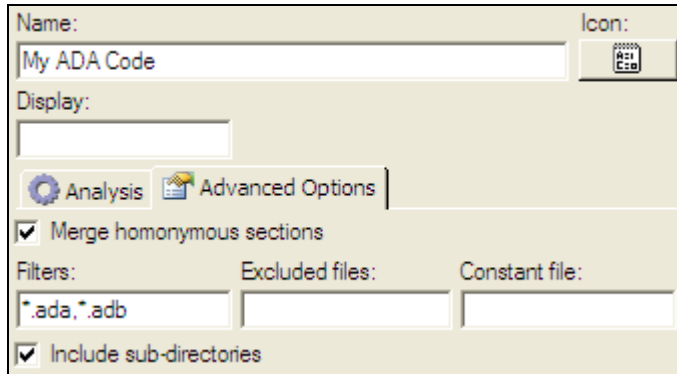 Name: Icon:
My ADA Code
Display:
Analysis Advanced Options
Merge homonymous sections
Filters: Excluded files: Constant file:
*.ada,*.adb
Include sub-directories